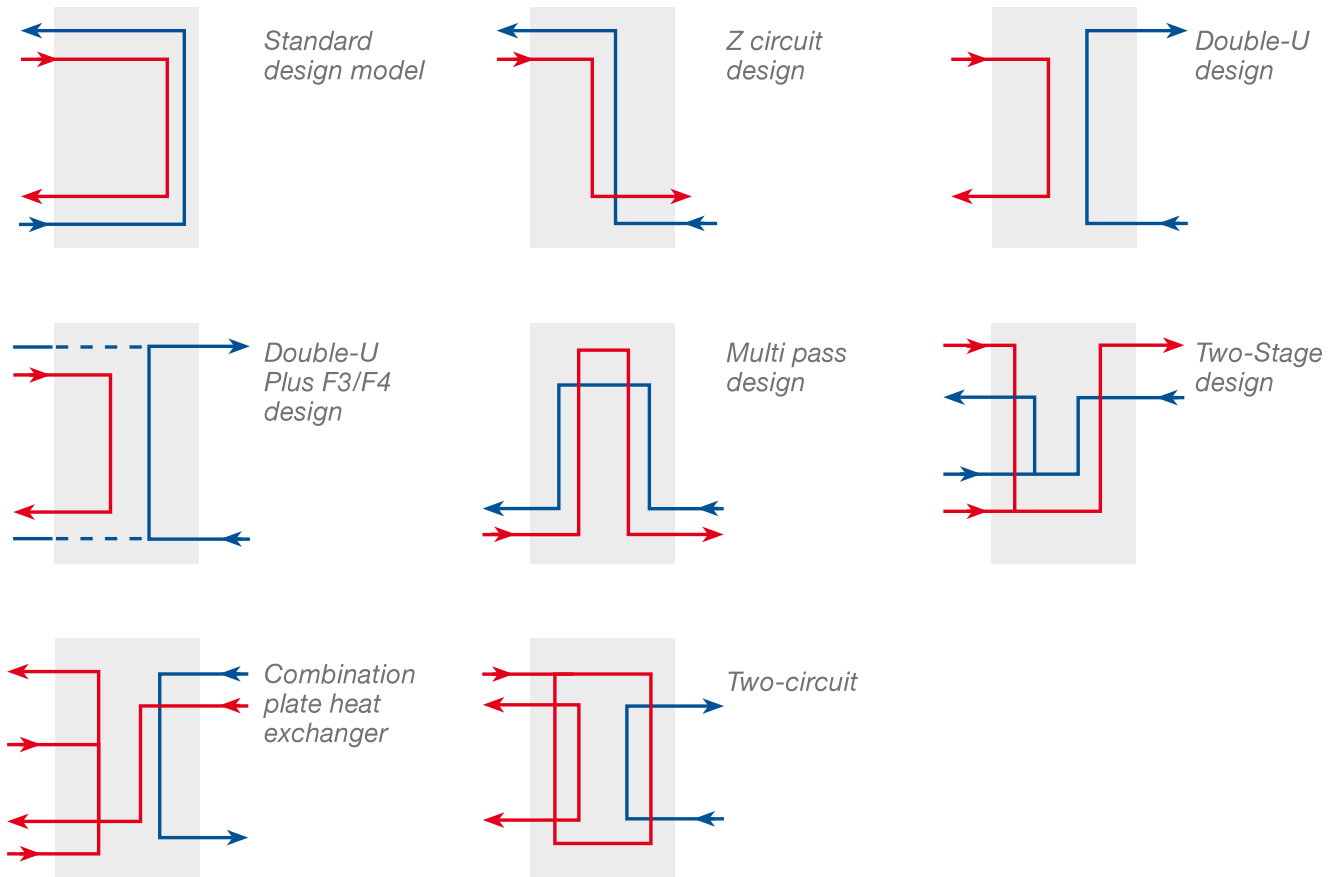 Standard
design model
Z circuit
design
Double-U
design
Double-U
Plus F3/F4
design
Multi pass
design
Two-Stage
design
Combination
plate heat
exchanger
Two-circuit